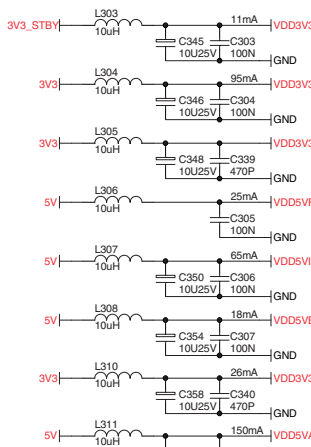 L303
3V3_STBY 10uH 11mA VDD3V3
C345 C303
10U25V 100N
GND
L304
3V3 10uH 95mA VDD3V3
C346 C304
10U25V 100N
GND
L305
3V3 10uH VDD3V3
C348 C339
10U25V 470P
GND
L306
5V 10uH 25mA VDD5VF
C305
100N
GND
L307
5V 10uH 65mA
C350 C306
10U25V 100N
GND
L308
5V 10uH 18mA
C354 C307
10U25V 100N
GND
L310
3V3 10uH 26mA VDD3V3
C358 C340
10U25V 470P
GND
L311
5V 10uH 150mA VDD5VA